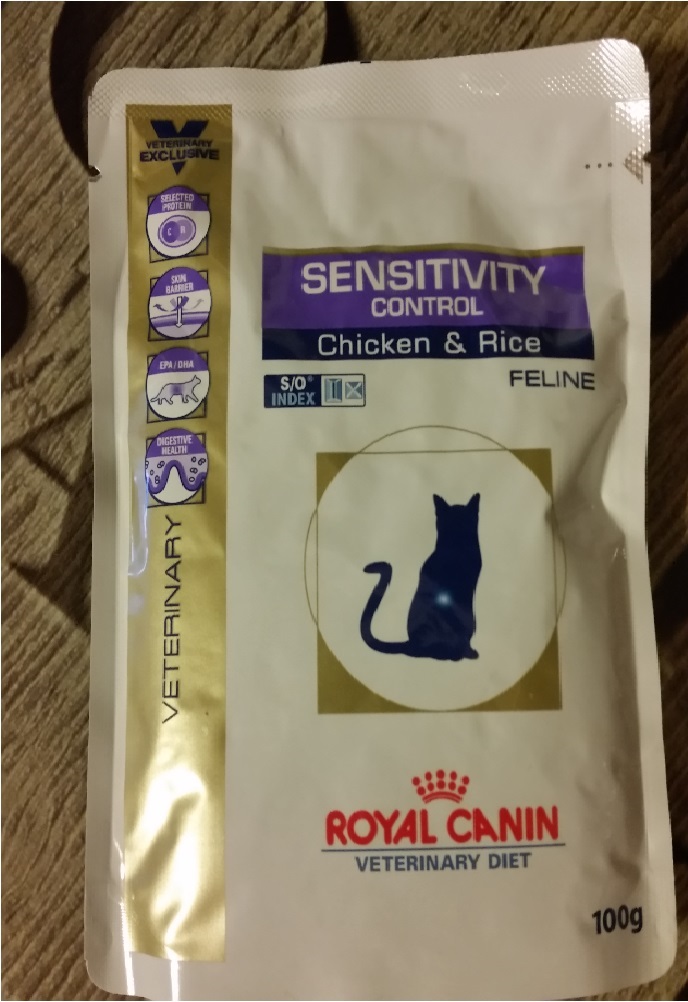 VETERINARY
EXCLUSIVE
SELECTED
PROTEIN
C R
SKIN
BARRIER
EPA/DHA
DIGESTIVE
HEALTH
VETERINARY
SENSITIVITY
CONTROL
Chicken & Rice
FELINE
S/O®
INDEX
ROYAL CANIN
VETERINARY DIET
100g